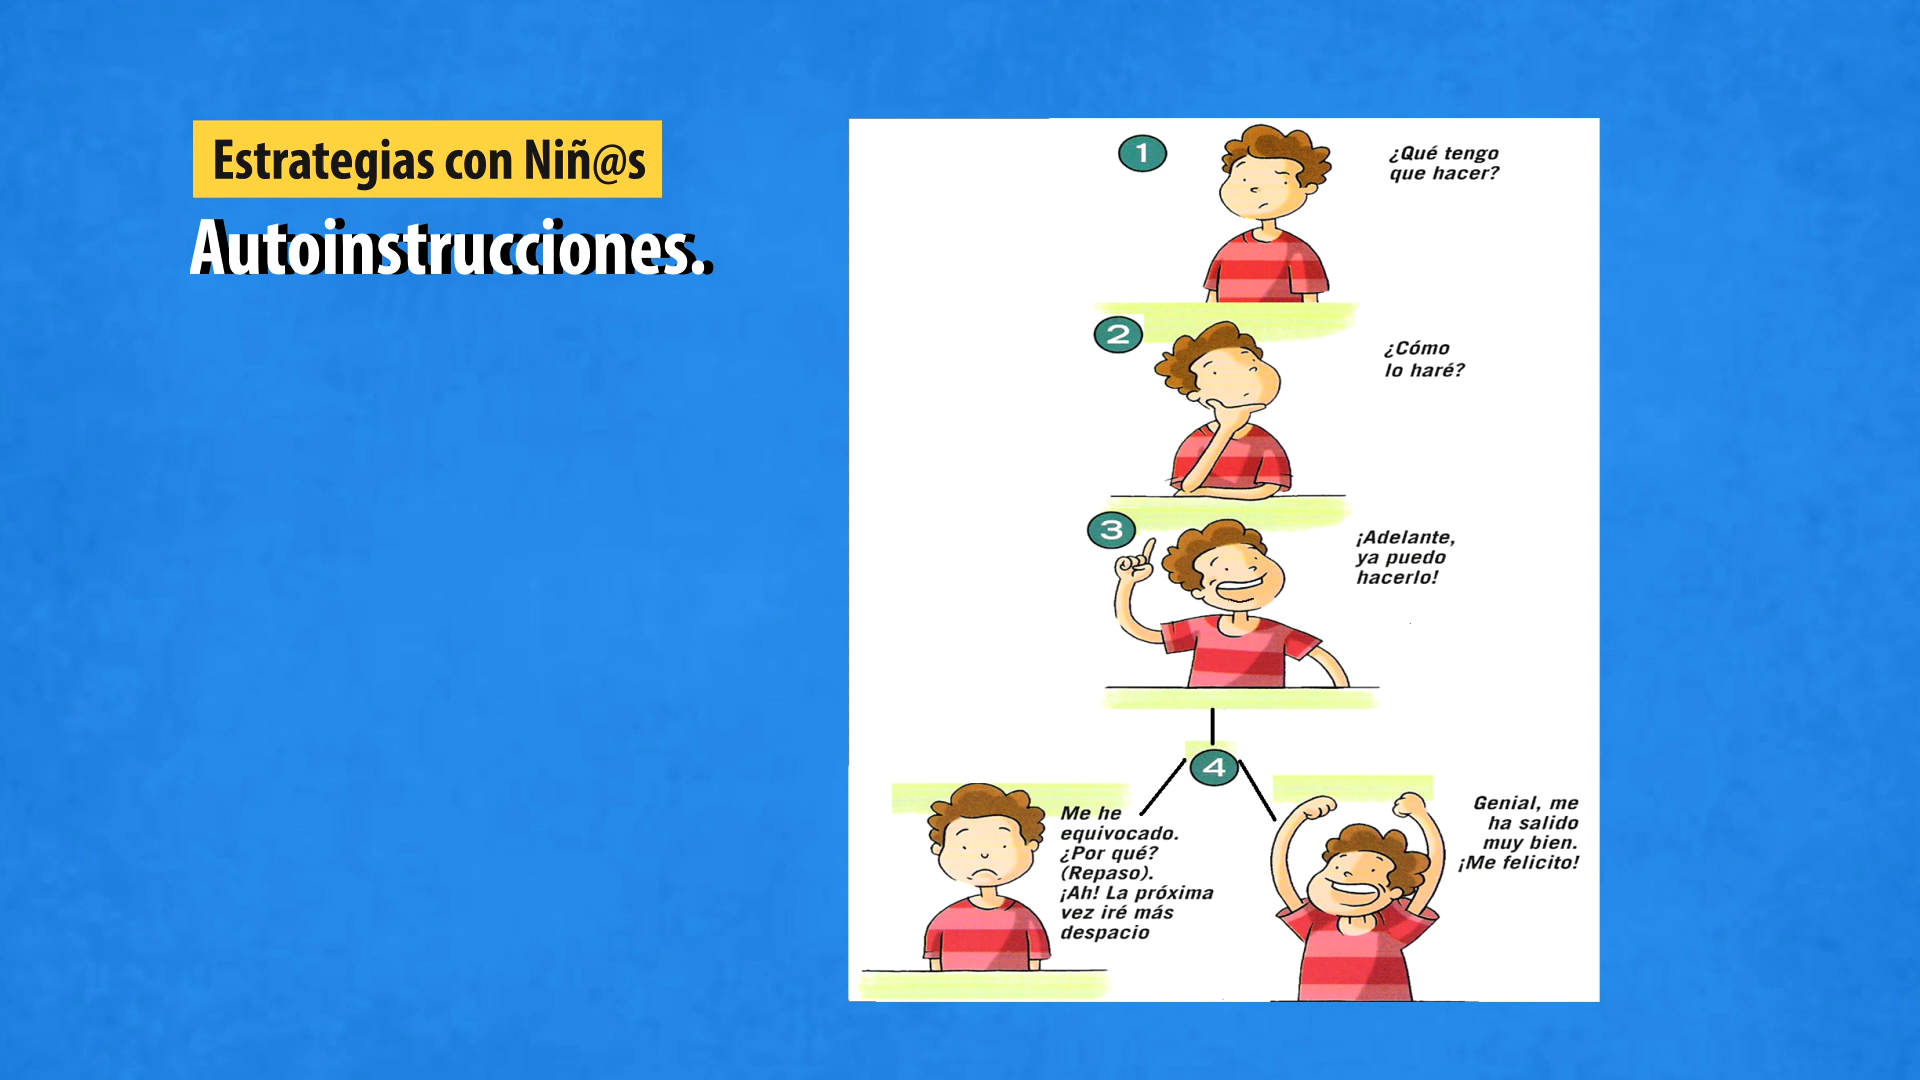 Estrategias con Niñ@s
Autoinstrucciones.
1
¿Qué tengo
que hacer?
2
¿Cómo
lo haré?
3
¡Adelante,
ya puedo
hacerlo!
4
Me he
equivocado.
¿Por qué?
(Repaso).
¡Ah! La próxima
vez iré más
despacio
Genial, me
ha salido
muy bien.
¡Me felicito!